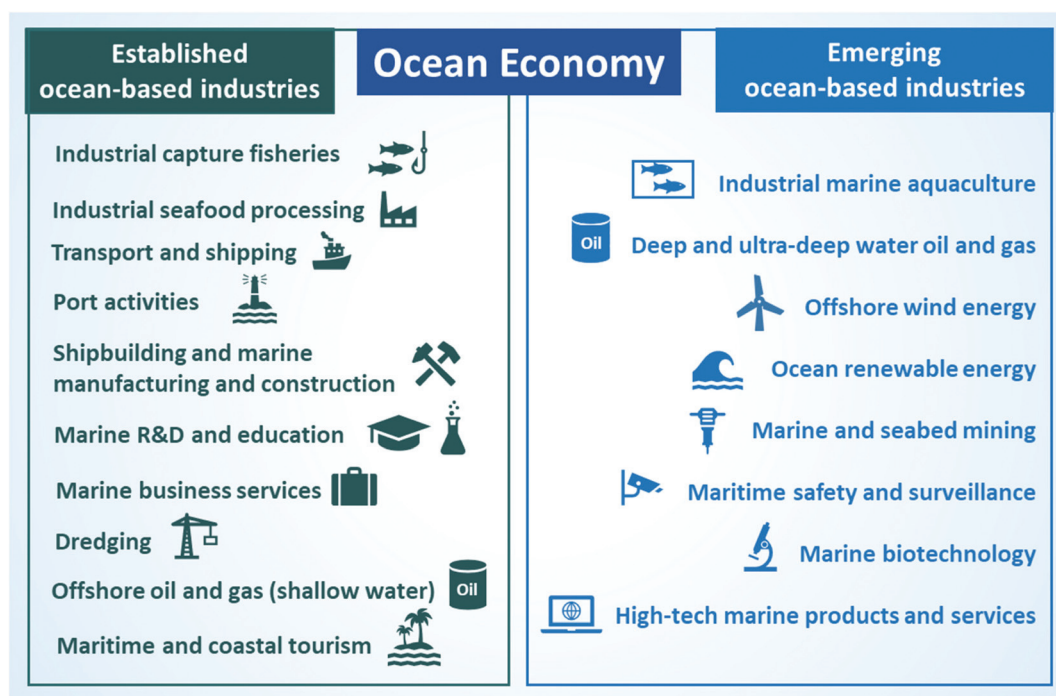 Ocean Economy
Established
ocean-based industries
Industrial capture fisheries
Industrial seafood processing
Transport and shipping
Port activities
Shipbuilding and marine
manufacturing and construction
Marine R&D and education
Marine business services
Dredging
Offshore oil and gas (shallow water)
Oil
Maritime and coastal tourism
Emerging
ocean-based industries
Industrial marine aquaculture
Oil
Deep and ultra-deep water oil and gas
Offshore wind energy
Ocean renewable energy
Marine and seabed mining
Maritime safety and surveillance
Marine biotechnology
High-tech marine products and services